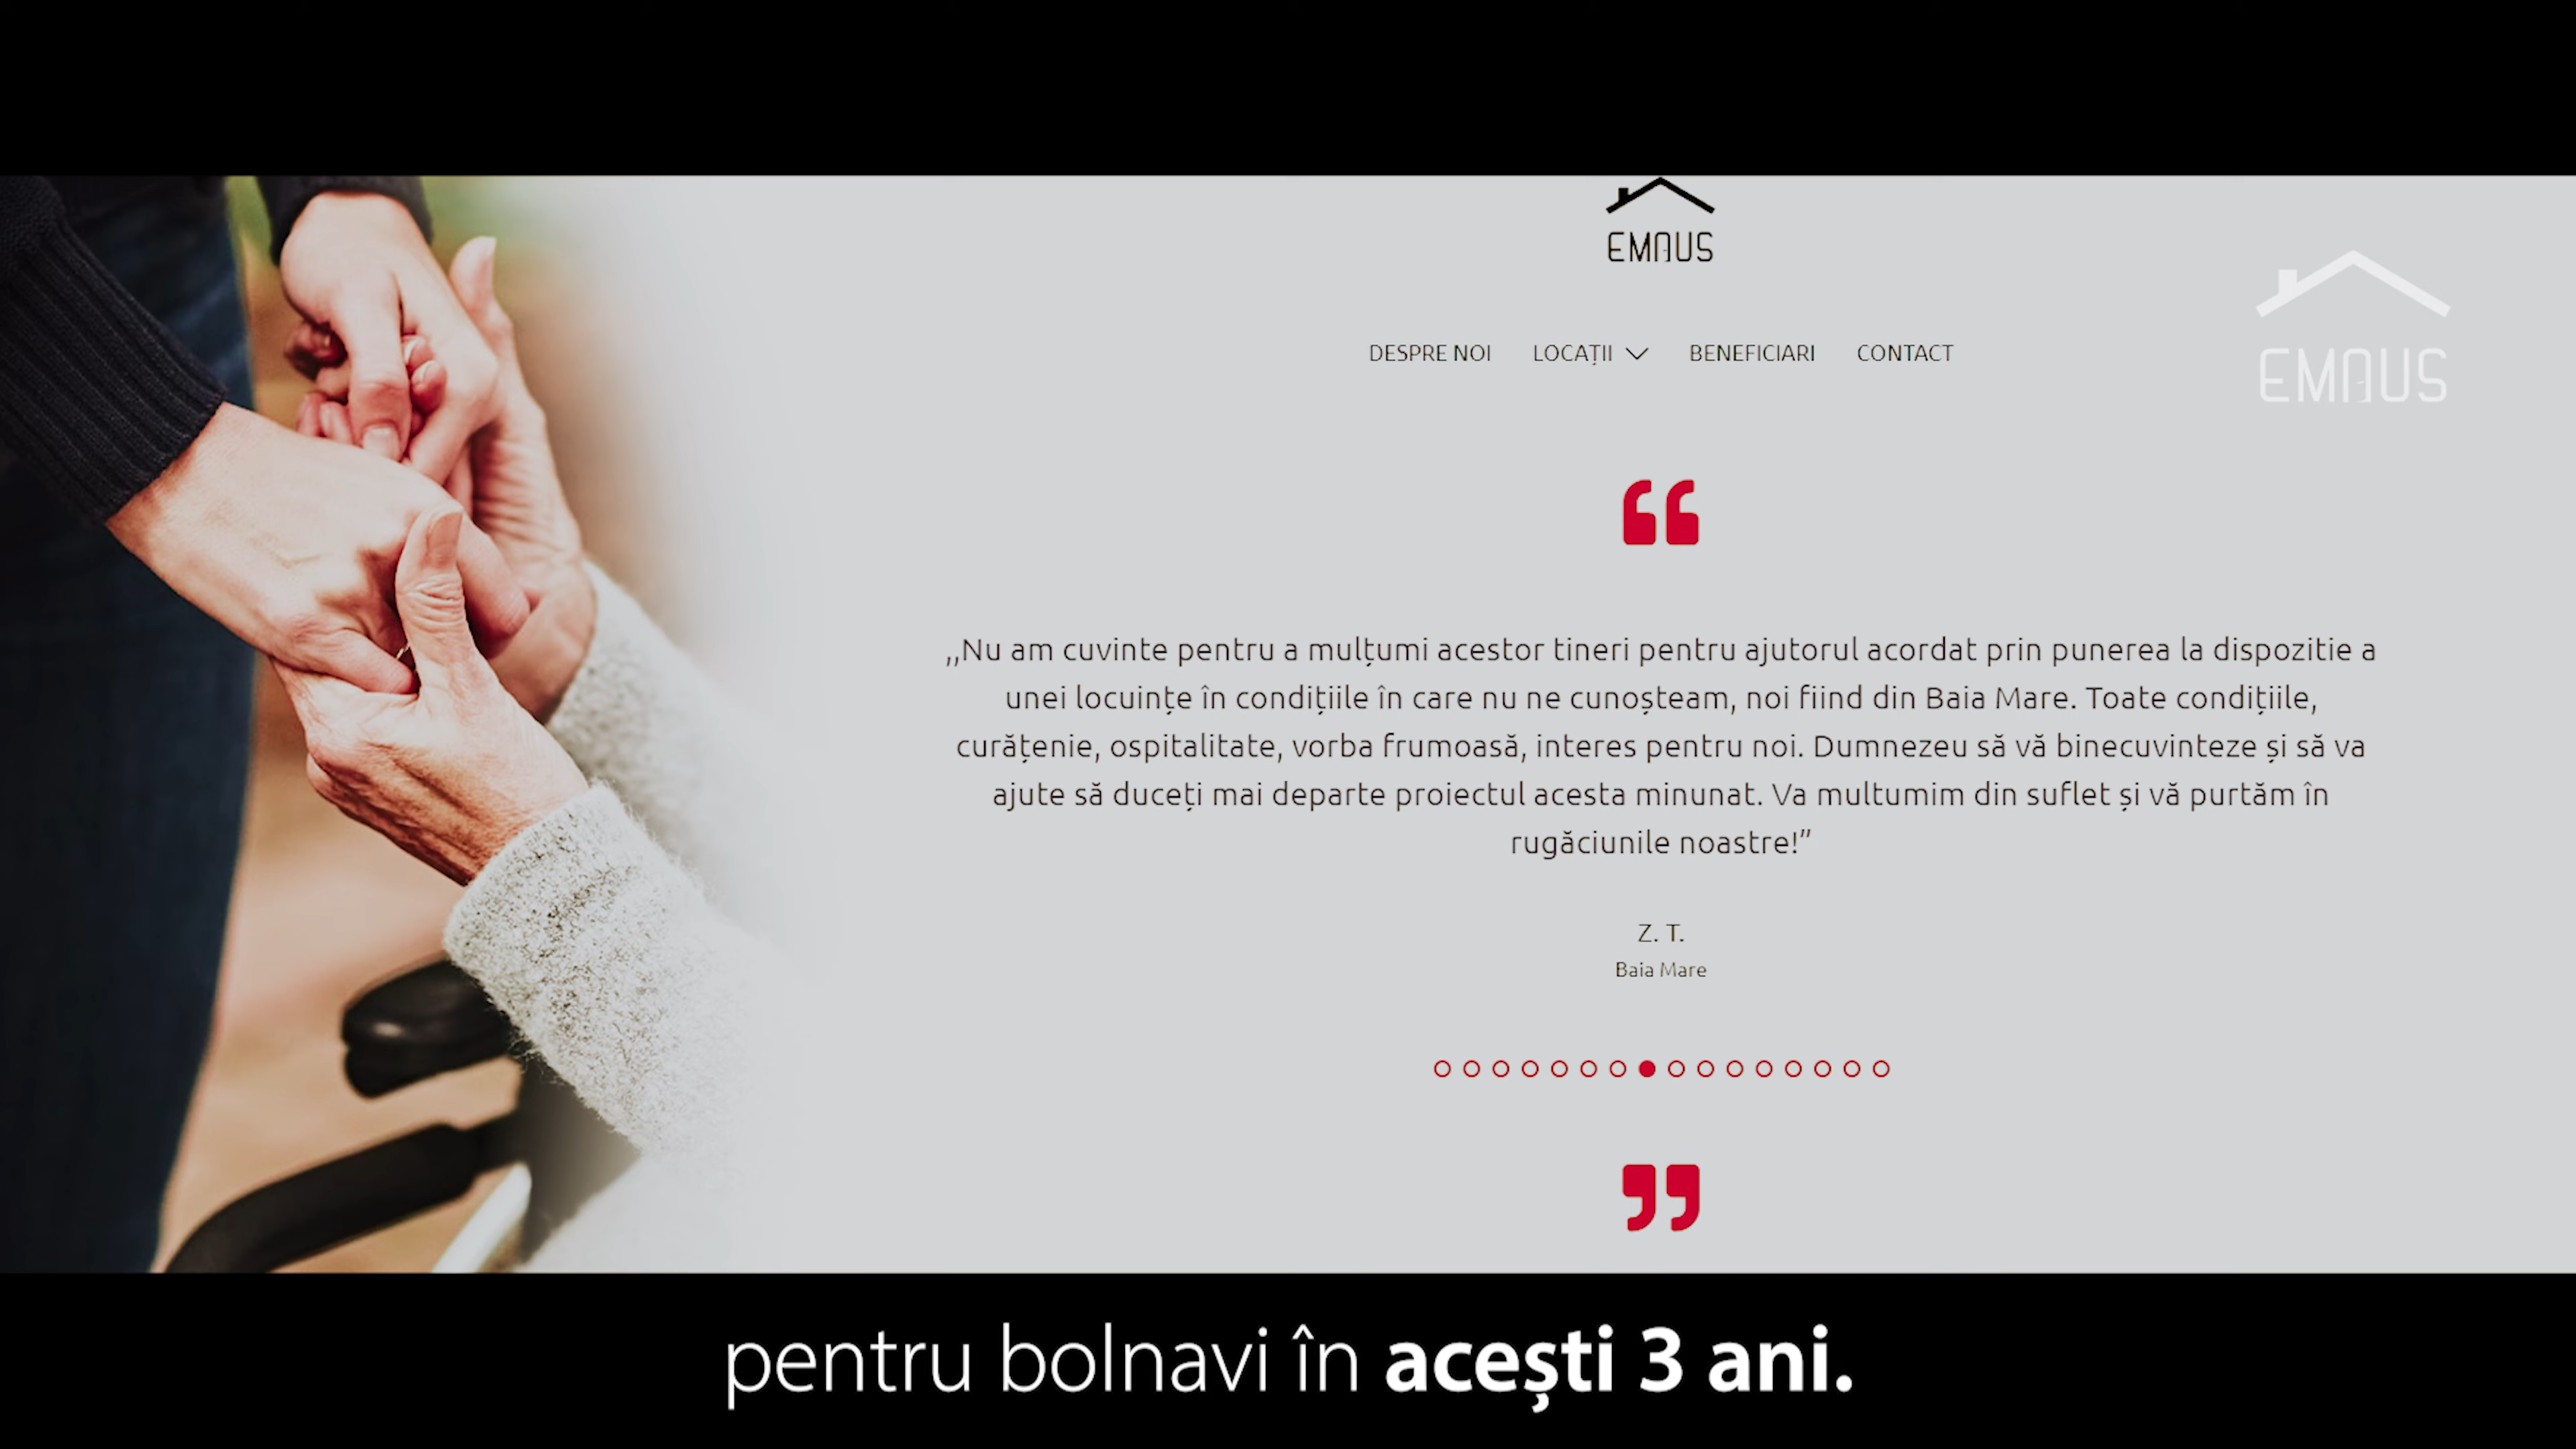 EMAUS
EMAUS
DESPRE NOI LOCAȚII BENEFICIARI CONTACT
,,Nu am cuvinte pentru a mulțumi acestor tineri pentru ajutorul acordat prin punerea la dispozitie a
unei locuințe în condițiile în care nu ne cunoșteam, noi fiind din Baia Mare. Toate condițiile,
curățenie, ospitalitate, vorba frumoasă, interes pentru noi. Dumnezeu să vă binecuvinteze și să va
ajute să duceți mai departe proiectul acesta minunat. Va multumim din suflet și vă purtăm în
rugăciunile noastre!”
Z. T.
Baia Mare
pentru bolnavi în acești 3 ani.